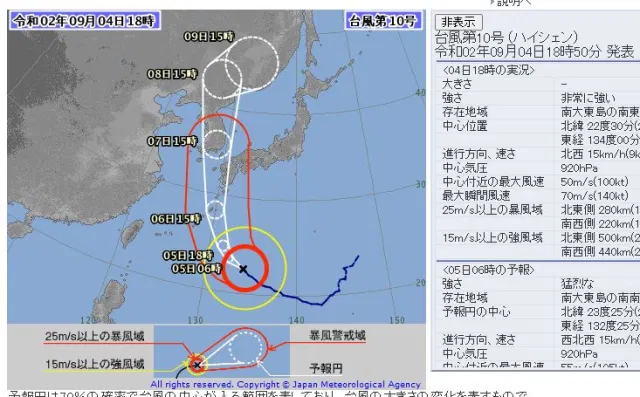 説明へ
令和02年09月04日18時
台風第10号
09日15時
08日15時
07日15時
06日15時
05日18時
05日06時
40
30
20
120
130
140
150
25m/s以上の暴風域
暴風警戒域
15m/s以上の強風域
予報円
All rights reserved. Copyright © Japan Meteorological Agency
予報円は70%の確率で台風の中心が入る範囲を表しており、台風の大きさの変化を表すもので
非表示
台風第10号 (ハイシェン)
令和02年09月04日18時50分 発表
<04日18時の実況>
大きさ -
強さ 非常に強い
存在地域 南大東島の南東
中心位置 北緯 22度30分(2
東経 134度00分
進行方向、速さ 北西 15km/h(9k
中心気圧 920hPa
中心付近の最大風速 50m/s(100kt)
最大瞬間風速 70m/s(140kt)
25m/s以上の暴風域 北東側 280km(1
南西側 220km(1
15m/s以上の強風域 北東側 500km(2
南西側 440km(2
<05日06時の予報>
強さ 猛烈な
存在地域 南大東島の南南
予報円の中心 北緯 23度25分(2
東経 132度25分
進行方向、速さ 西北西 15km/h(
中心気圧 920hPa
中心付近の最大風速 55m/s(105kt)